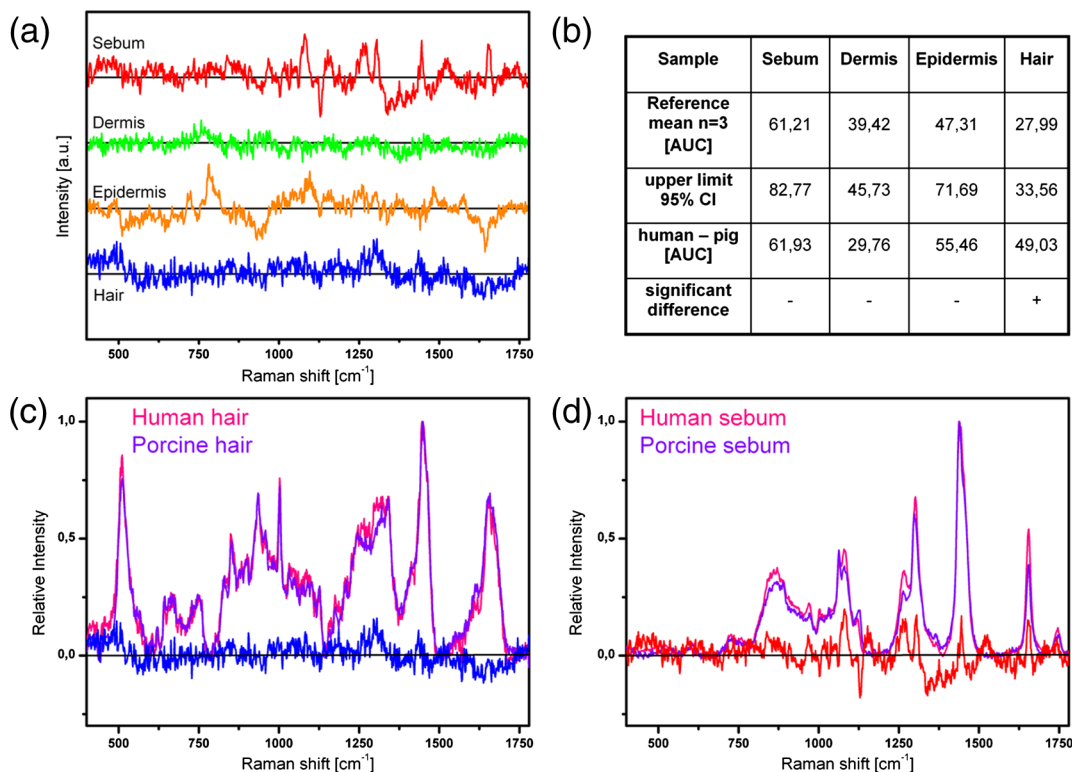 (a)
Sebum
Dermis
Epidermis
Hair
Intensity [a.u.]
500 750 1000 1250 1500 1750
Raman shift [cm⁻¹]
(b)
Sample Sebum Dermis Epidermis Hair
Reference
mean n=3
[AUC]
61,21 39,42 47,31 27,99
upper limit
95% CI
82,77 45,73 71,69 33,56
human – pig
[AUC]
61,93 29,76 55,46 49,03
significant
difference
- - - +
(c)
Human hair
Porcine hair
1,0
0,5
0,0
Relative Intensity
500 750 1000 1250 1500 1750
Raman shift [cm⁻¹]
(d)
Human sebum
Porcine sebum
1,0
0,5
0,0
Relative Intensity
500 750 1000 1250 1500 1750
Raman shift [cm⁻¹]